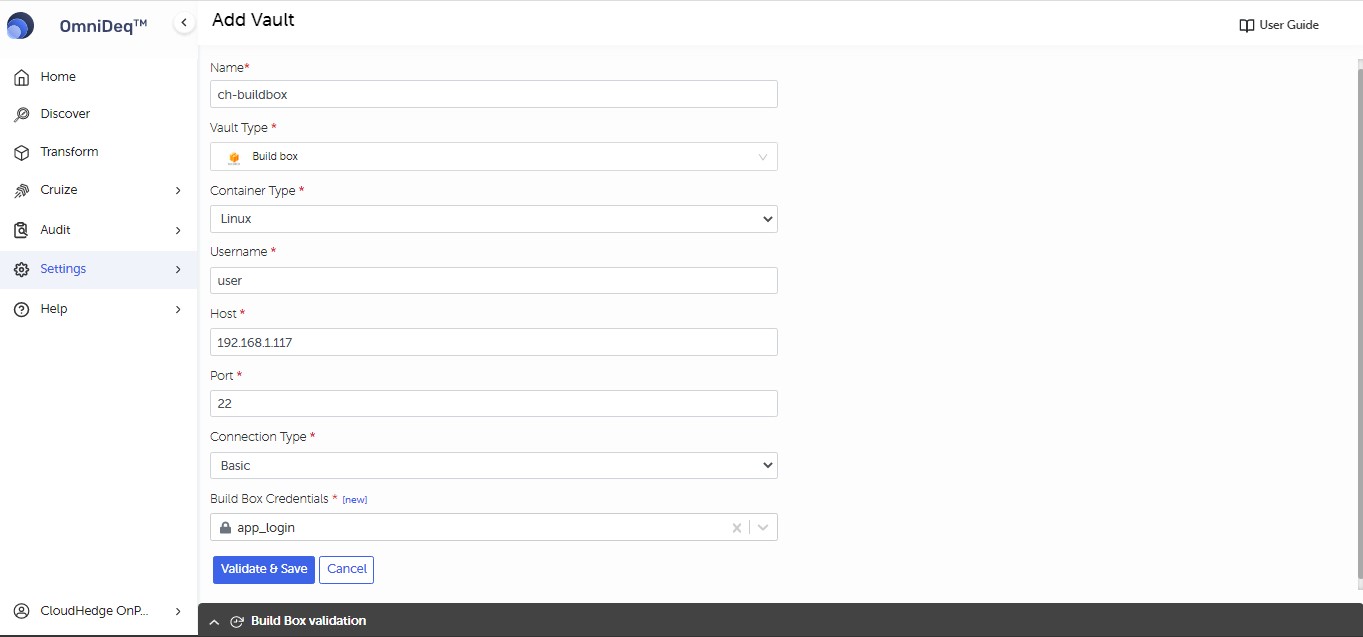 OmniDeq™
Add Vault
User Guide
Home
Discover
Transform
Cruize
Audit
Settings
Help
CloudHedge OnP...
Name*
ch-buildbox
Vault Type *
Build box
Container Type *
Linux
Username *
user
Host *
192.168.1.117
Port *
22
Connection Type *
Basic
Build Box Credentials * [new]
app_login
Validate & Save Cancel
Build Box validation